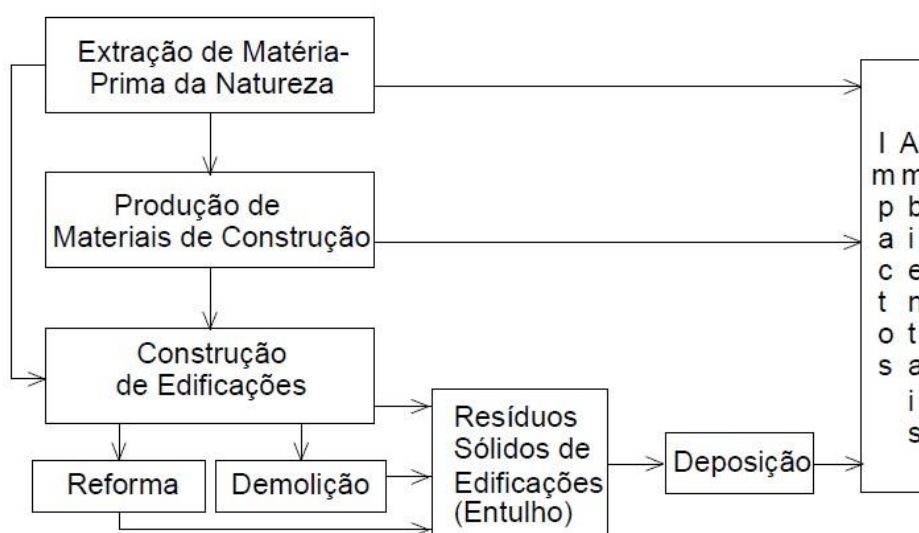 Extração de Matéria-
Prima da Natureza
Produção de
Materiais de Construção
Construção
de Edificações
Reforma
Demolição
Resíduos
Sólidos de
Edificações
(Entulho)
Deposição
Impactos
Ambientais